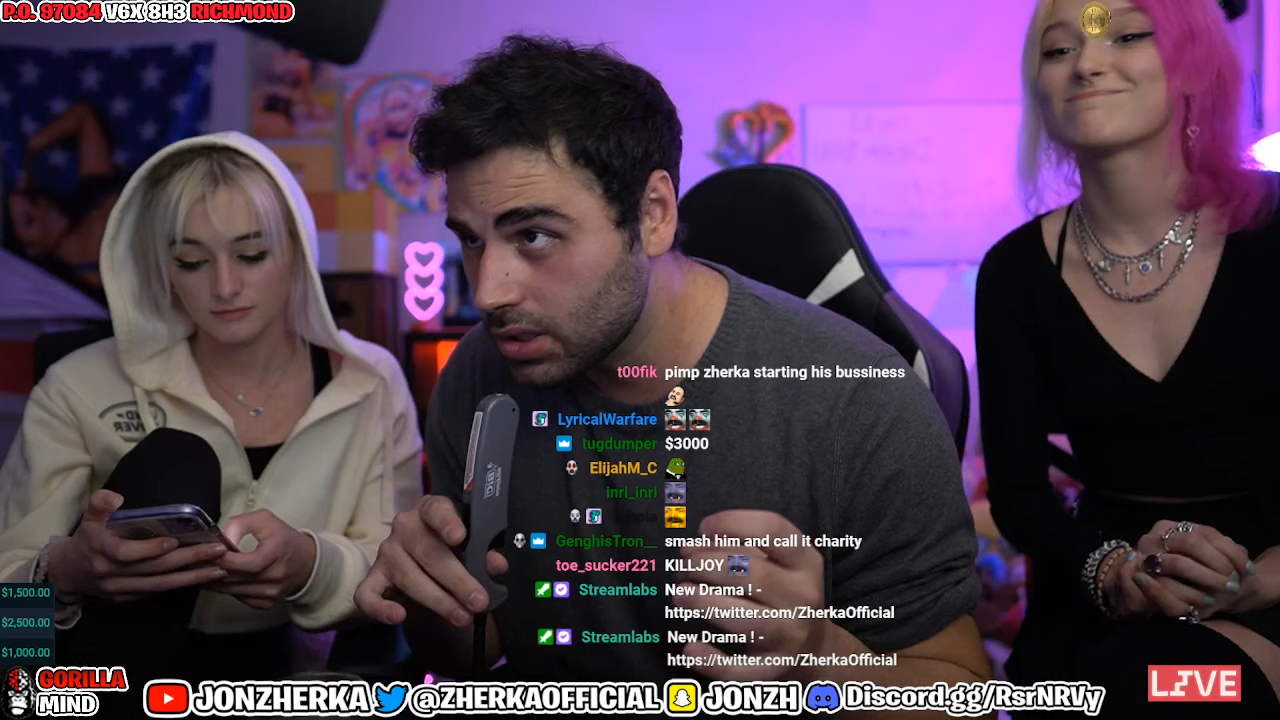 P.O. 97084 V6X 8H3 RICHMOND
t00fik pimp zherka starting his bussiness
LyricalWarfare
tugdumper $3000
ElijahM_C
inri_inri
GenghisTron__ smash him and call it charity
toe_sucker221 KILLJOY
Streamlabs New Drama ! -
https://twitter.com/ZherkaOfficial
Streamlabs New Drama ! -
https://twitter.com/ZherkaOfficial
$1,500.00
$2,500.00
$1,000.00
GORILLA
MIND
JONZHERKA @ZHERKAOFFICIAL JONZH Discord.gg/RsrNRVy
LIVE